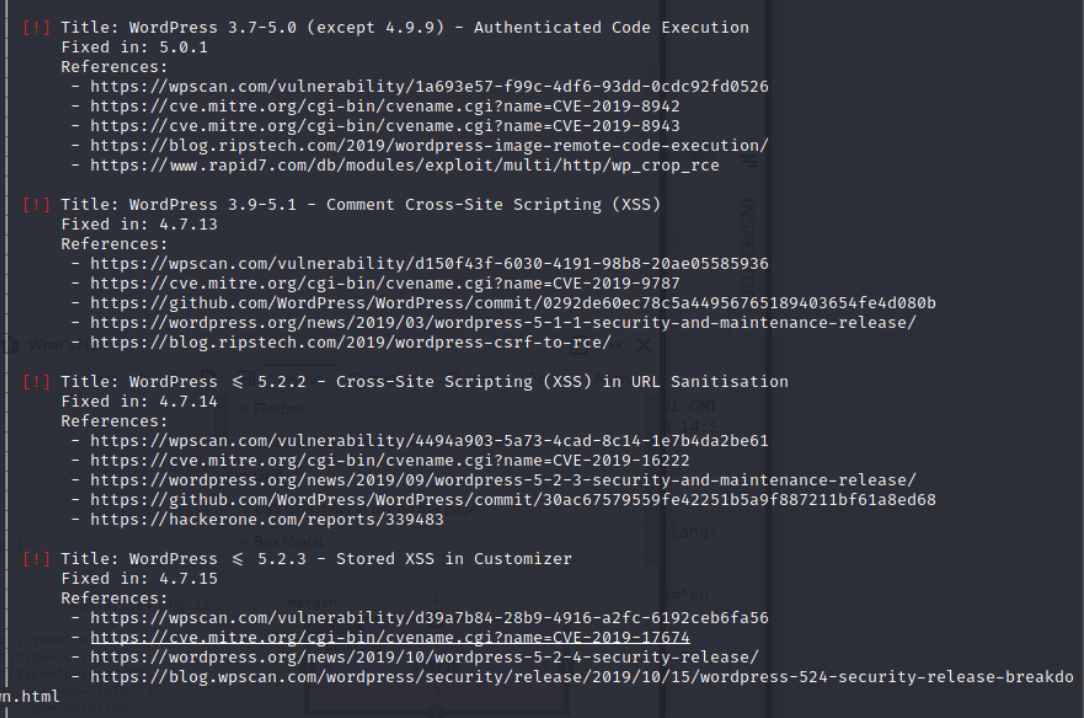 [!] Title: WordPress 3.7-5.0 (except 4.9.9) - Authenticated Code Execution
Fixed in: 5.0.1
References:
- https://wpscan.com/vulnerability/1a693e57-f99c-4df6-93dd-0cdc92fd0526
- https://cve.mitre.org/cgi-bin/cvename.cgi?name=CVE-2019-8942
- https://cve.mitre.org/cgi-bin/cvename.cgi?name=CVE-2019-8943
- https://blog.ripstech.com/2019/wordpress-image-remote-code-execution/
- https://www.rapid7.com/db/modules/exploit/multi/http/wp_crop_rce
[!] Title: WordPress 3.9-5.1 - Comment Cross-Site Scripting (XSS)
Fixed in: 4.7.13
References:
- https://wpscan.com/vulnerability/d150f43f-6030-4191-98b8-20ae05585936
- https://cve.mitre.org/cgi-bin/cvename.cgi?name=CVE-2019-9787
- https://github.com/WordPress/WordPress/commit/0292de60ec78c5a44956765189403654fe4d080b
- https://wordpress.org/news/2019/03/wordpress-5-1-1-security-and-maintenance-release/
- https://blog.ripstech.com/2019/wordpress-csrf-to-rce/
[!] Title: WordPress ≤ 5.2.2 - Cross-Site Scripting (XSS) in URL Sanitisation
Fixed in: 4.7.14
References:
- https://wpscan.com/vulnerability/4494a903-5a73-4cad-8c14-1e7b4da2be61
- https://cve.mitre.org/cgi-bin/cvename.cgi?name=CVE-2019-16222
- https://wordpress.org/news/2019/09/wordpress-5-2-3-security-and-maintenance-release/
- https://github.com/WordPress/WordPress/commit/30ac67579559fe42251b5a9f887211bf61a8ed68
- https://hackerone.com/reports/339483
[!] Title: WordPress ≤ 5.2.3 - Stored XSS in Customizer
Fixed in: 4.7.15
References:
- https://wpscan.com/vulnerability/d39a7b84-28b9-4916-a2fc-6192ceb6fa56
- https://cve.mitre.org/cgi-bin/cvename.cgi?name=CVE-2019-17674
- https://wordpress.org/news/2019/10/wordpress-5-2-4-security-release/
- https://blog.wpscan.com/wordpress/security/release/2019/10/15/wordpress-524-security-release-breakdo
n.html
Flexbox
Box Model
margin